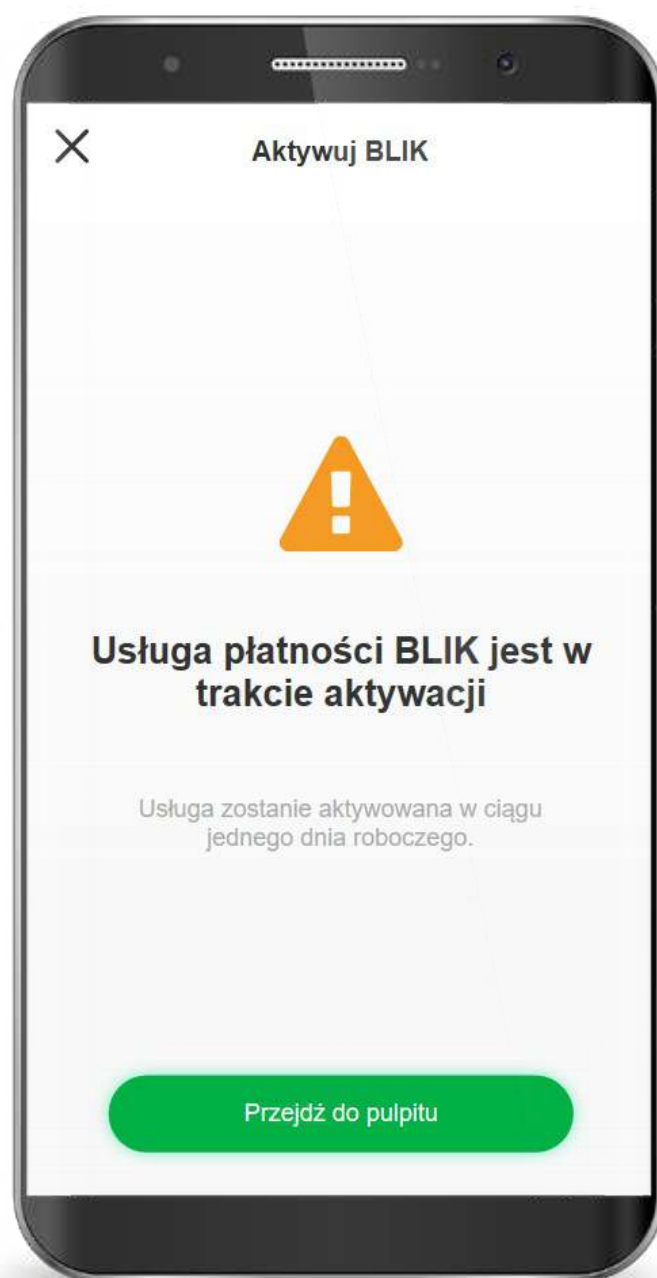 Aktywuj BLIK
Usługa płatności BLIK jest w
trakcie aktywacji
Usługa zostanie aktywowana w ciągu
jednego dnia roboczego.
Przejdź do pulpitu